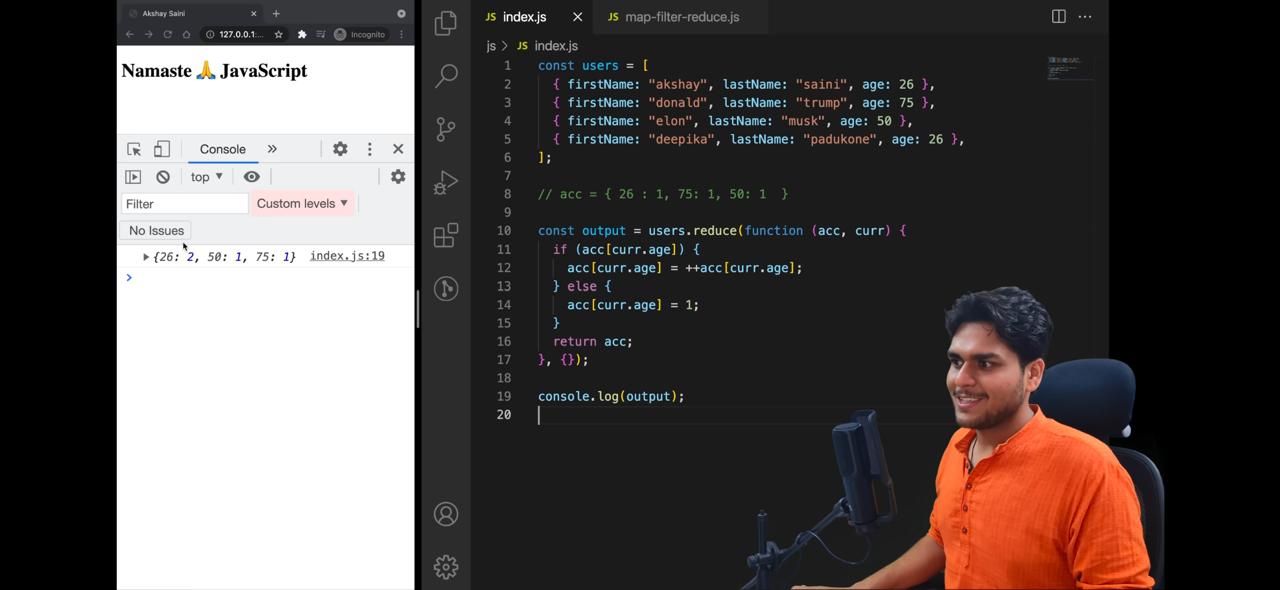 Akshay Saini
127.0.0.1:...
Incognito
Namaste 🙏 JavaScript
Console
top
Filter
Custom levels
No Issues
{26: 2, 50: 1, 75: 1}
index.js:19
JS index.js
JS map-filter-reduce.js
js > JS index.js
1 const users = [
2 { firstName: "akshay", lastName: "saini", age: 26 },
3 { firstName: "donald", lastName: "trump", age: 75 },
4 { firstName: "elon", lastName: "musk", age: 50 },
5 { firstName: "deepika", lastName: "padukone", age: 26 },
6 ];
7
8 // acc = { 26 : 1, 75: 1, 50: 1  }
9
10 const output = users.reduce(function (acc, curr) {
11 if (acc[curr.age]) {
12 acc[curr.age] = ++acc[curr.age];
13 } else {
14 acc[curr.age] = 1;
15 }
16 return acc;
17 }, {});
18
19 console.log(output);
20